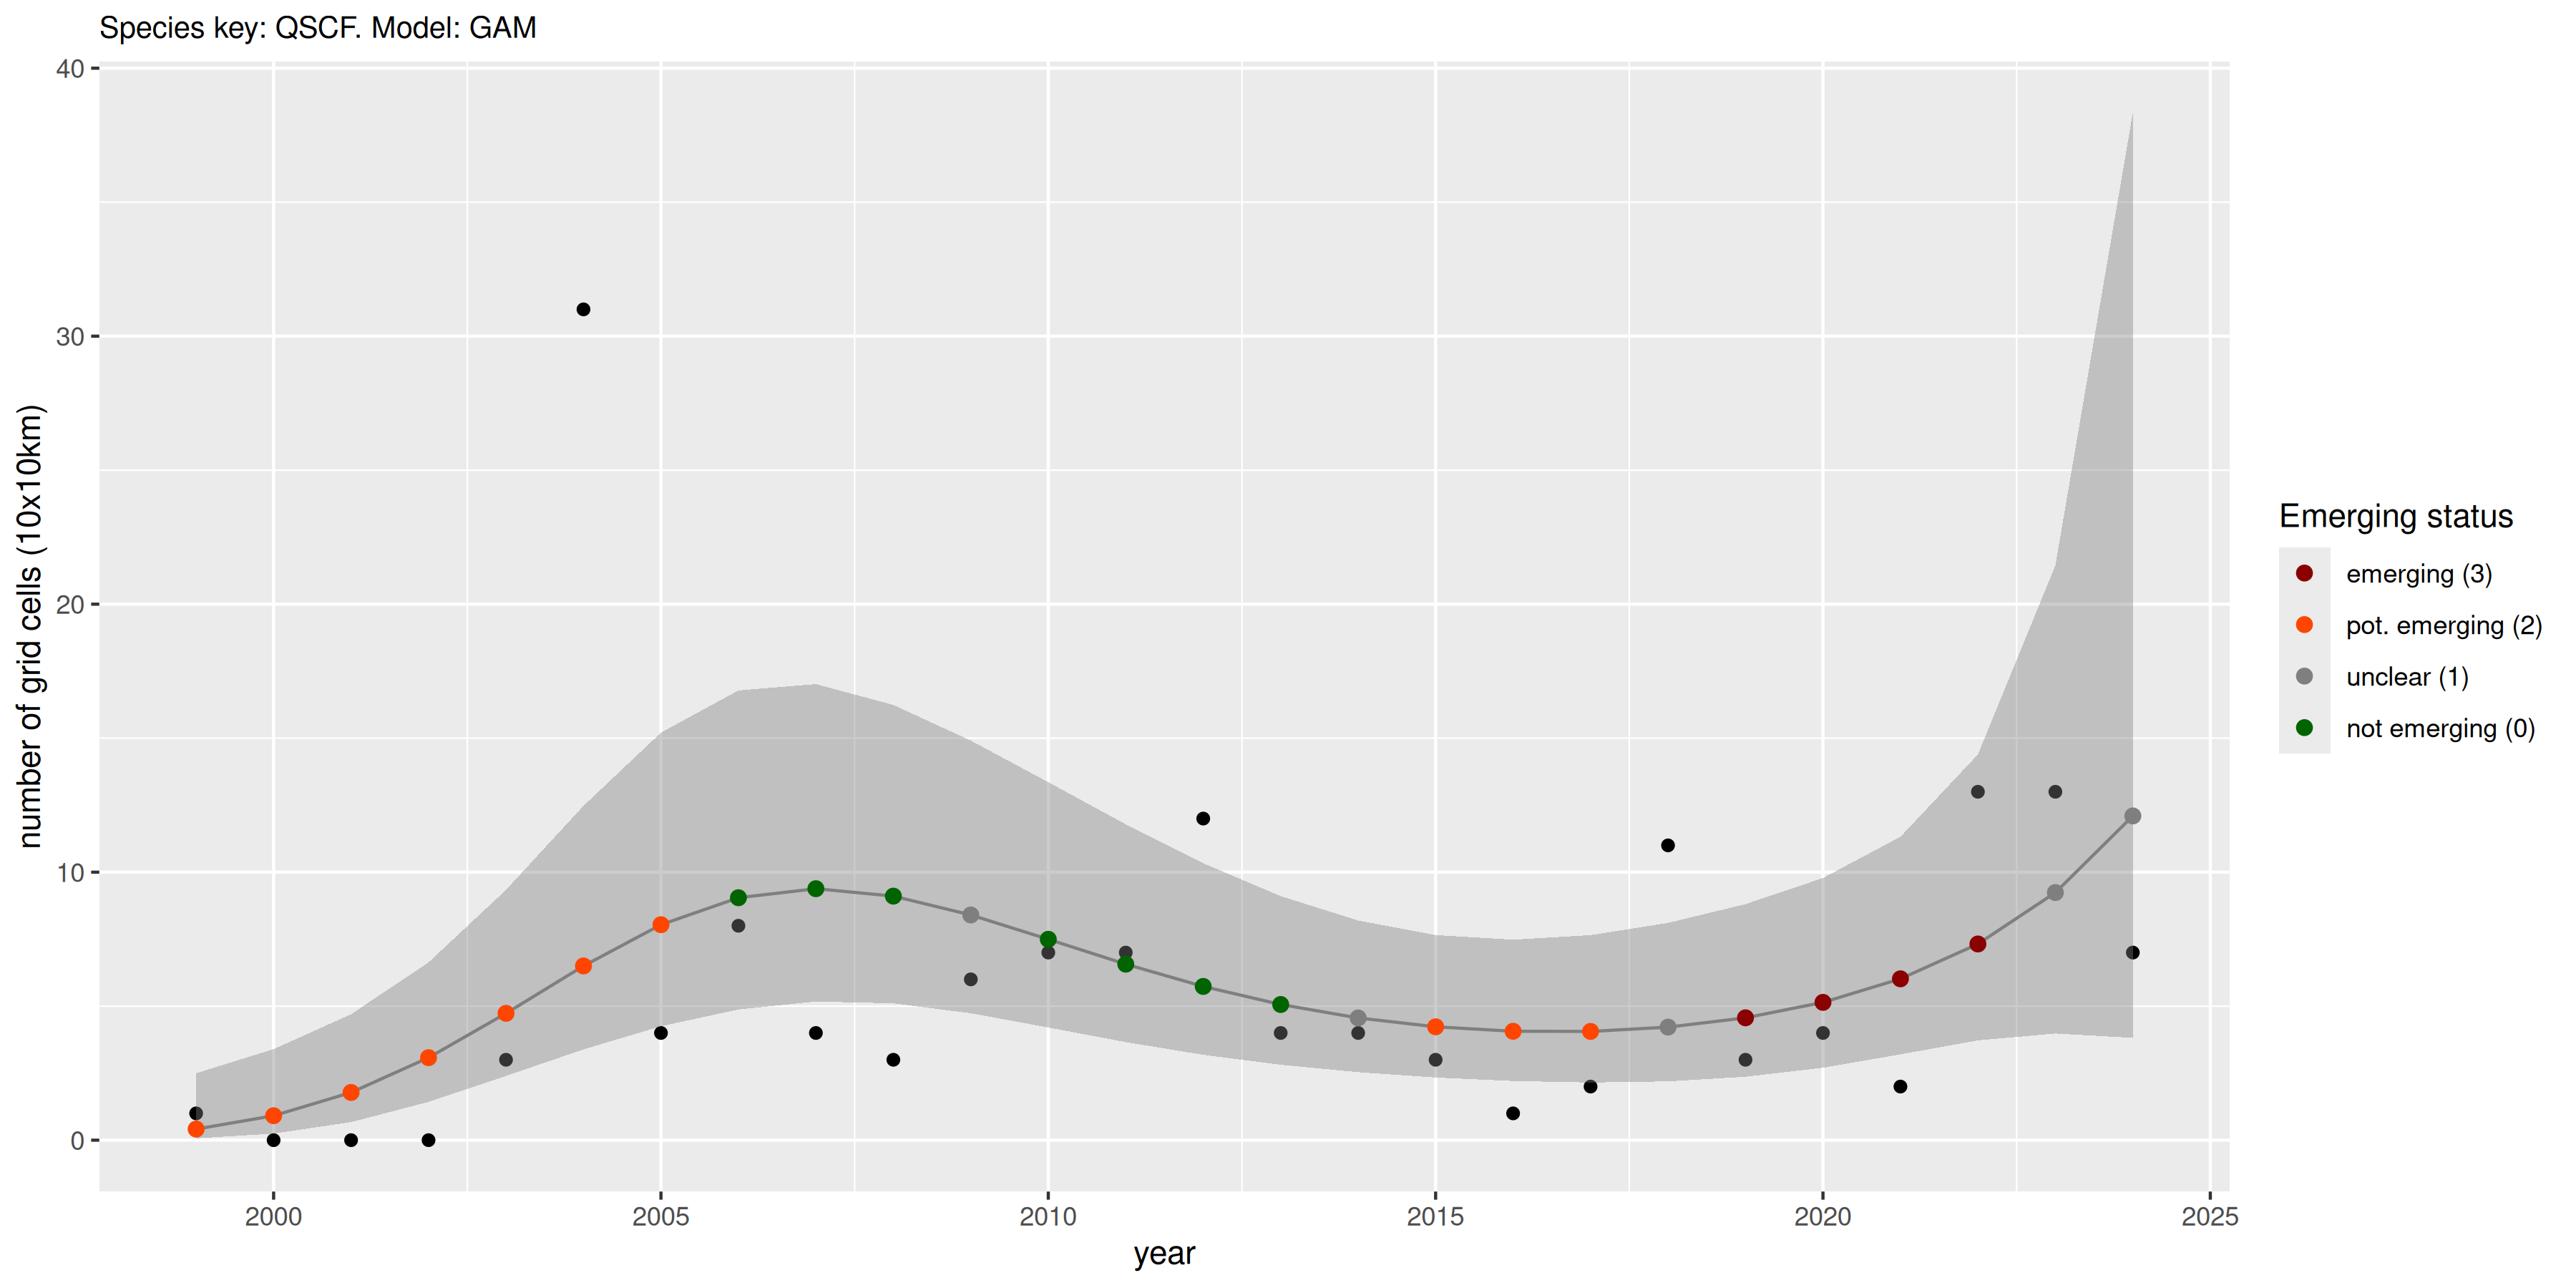 Species key: QSCF. Model: GAM
40
30
20
10
0
number of grid cells (10x10km)
2000
2005
2010
2015
2020
2025
year
Emerging status
emerging (3)
pot. emerging (2)
unclear (1)
not emerging (0)